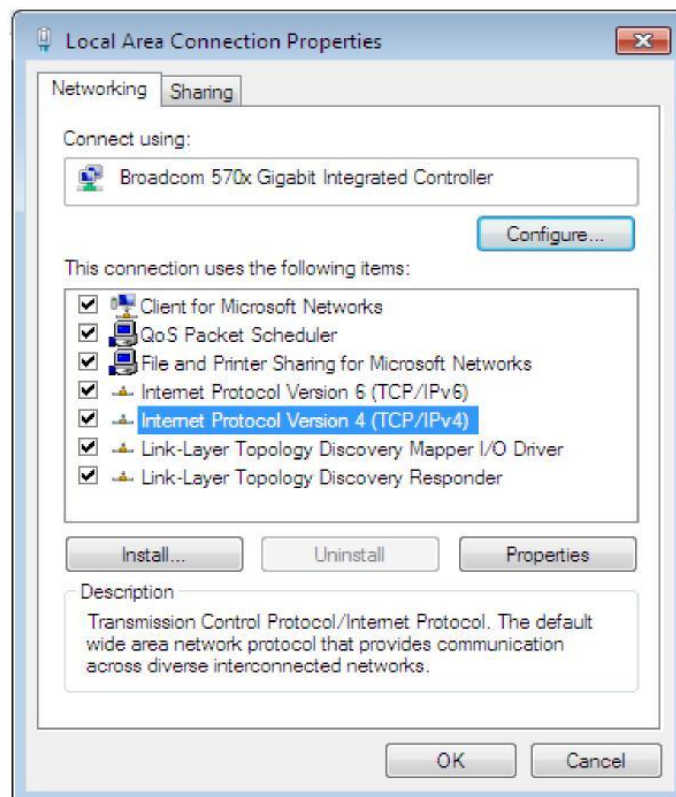 Local Area Connection Properties
Networking
Sharing
Connect using:
Broadcom 570x Gigabit Integrated Controller
Configure...
This connection uses the following items:
Client for Microsoft Networks
QoS Packet Scheduler
File and Printer Sharing for Microsoft Networks
Internet Protocol Version 6 (TCP/IPv6)
Internet Protocol Version 4 (TCP/IPv4)
Link-Layer Topology Discovery Mapper I/O Driver
Link-Layer Topology Discovery Responder
Install...
Uninstall
Properties
Description
Transmission Control Protocol/Internet Protocol. The default
wide area network protocol that provides communication
across diverse interconnected networks.
OK
Cancel